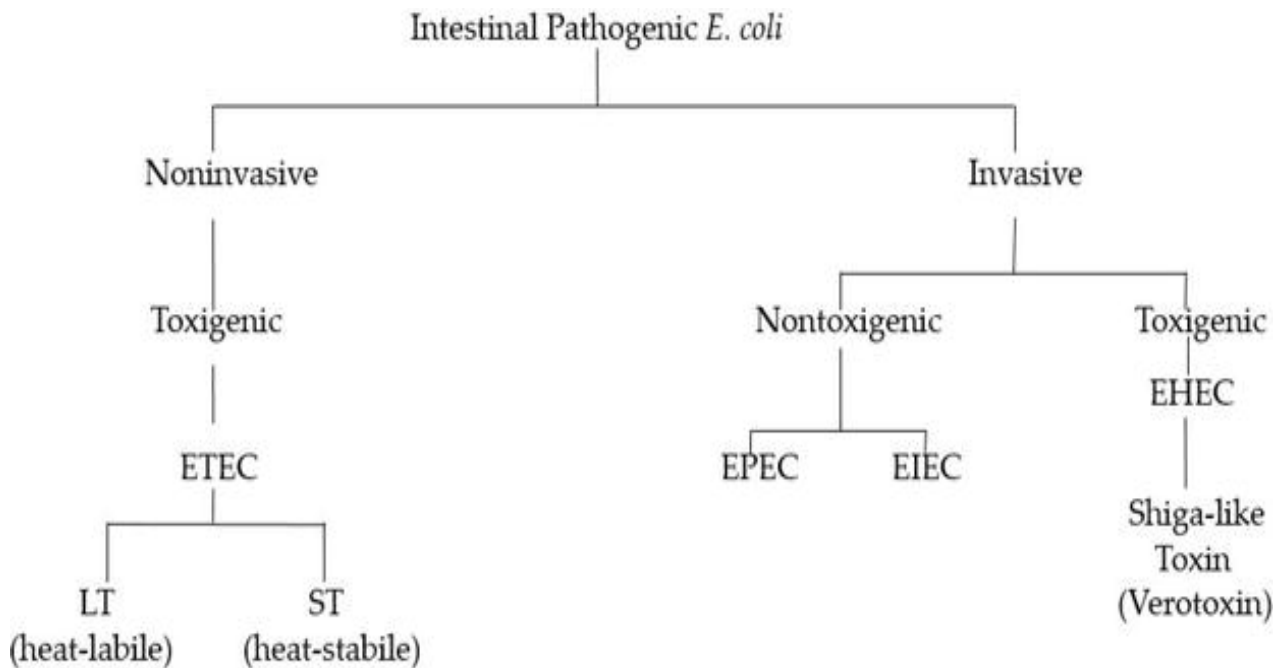 Intestinal Pathogenic E. coli
Noninvasive
Invasive
Toxigenic
Nontoxigenic
Toxigenic
EHEC
ETEC
EPEC
EIEC
Shiga-like
Toxin
(Verotoxin)
LT
(heat-labile)
ST
(heat-stabile)